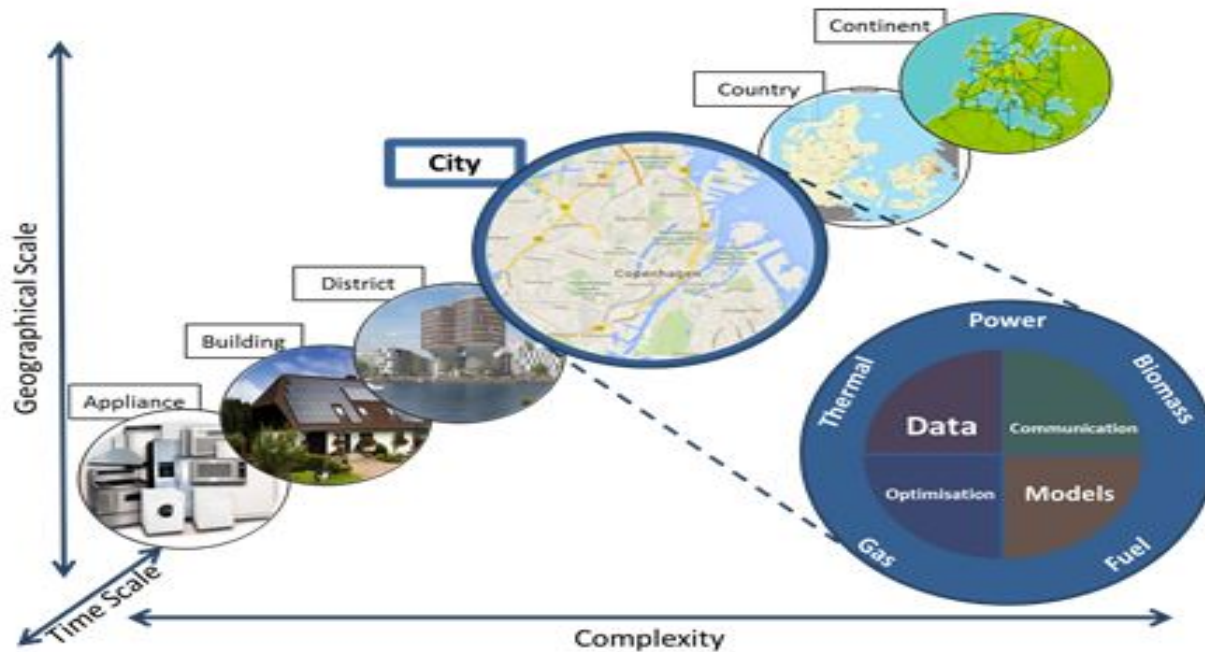 Continent
Country
City
District
Building
Appliance
Geographical Scale
Time Scale
Complexity
Copenhagen
Power
Thermal
Biomass
Data
Communication
Optimisation
Models
Gas
Fuel